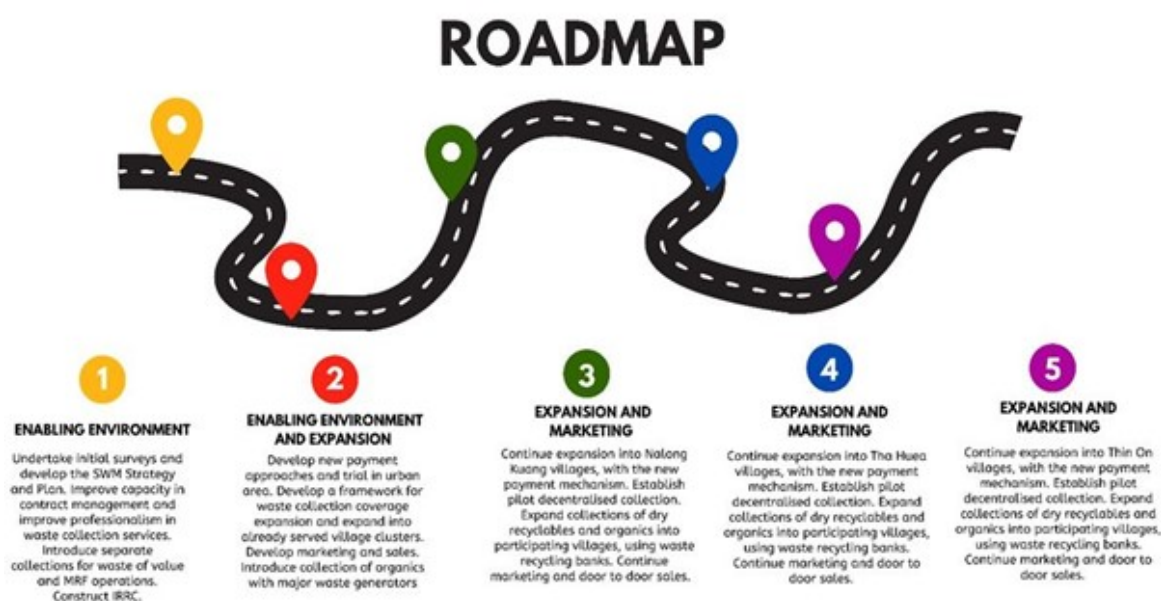 ROADMAP
1
ENABLING ENVIRONMENT
Undertake initial surveys and
develop the SWM Strategy
and Plan. Improve capacity in
contract management and
improve professionalism in
waste collection services.
Introduce separate
collections for waste of value
and MRF operations.
Construct IRRC.
2
ENABLING ENVIRONMENT
AND EXPANSION
Develop new payment
approaches and trial in urban
area. Develop a framework for
waste collection coverage
expansion and expand into
already served village clusters.
Develop marketing and sales.
Introduce collection of organics
with major waste generators
3
EXPANSION AND
MARKETING
Continue expansion into Nalong
Kuang villages, with the new
payment mechanism. Establish
pilot decentralised collection.
Expand collections of dry
recyclables and organics into
participating villages, using waste
recycling banks. Continue
marketing and door to door sales.
4
EXPANSION AND
MARKETING
Continue expansion into Tha Huea
villages, with the new payment
mechanism. Establish pilot
decentralised collection. Expand
collections of dry recyclables and
organics into participating villages,
using waste recycling banks.
Continue marketing and door to
door sales.
5
EXPANSION AND
MARKETING
Continue expansion into Thin On
villages, with the new payment
mechanism. Establish pilot
decentralised collection. Expand
collections of dry recyclables and
organics into participating villages,
using waste recycling banks.
Continue marketing and door to
door sales.